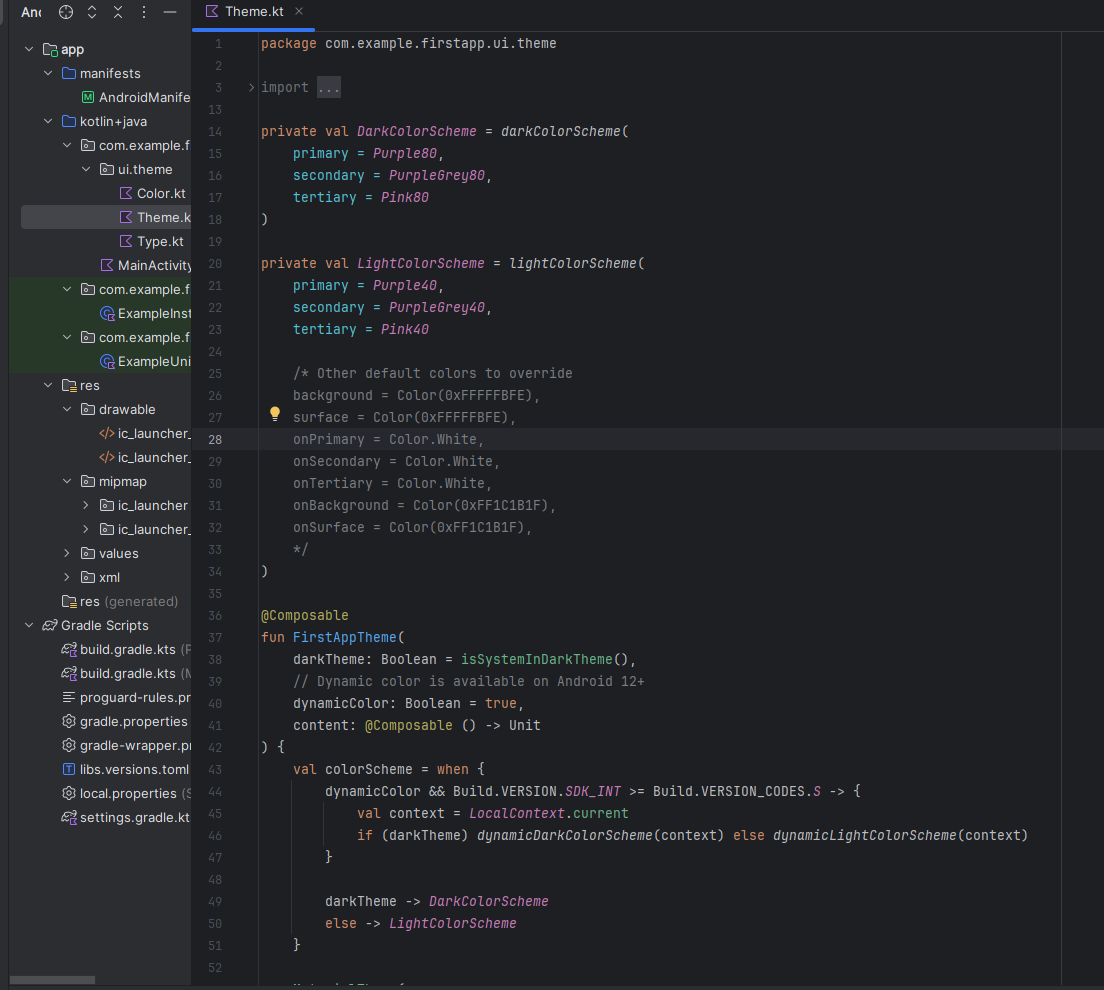 And
app
manifests
AndroidManife
kotlin+java
com.example.f
ui.theme
Color.kt
Theme.k
Type.kt
MainActivity
com.example.fi
ExampleInst
com.example.fi
ExampleUni
res
drawable
ic_launcher_
ic_launcher_
mipmap
ic_launcher
ic_launcher_
values
xml
res (generated)
Gradle Scripts
build.gradle.kts (P
build.gradle.kts (M
proguard-rules.pr
gradle.properties
gradle-wrapper.pr
libs.versions.toml
local.properties (S
settings.gradle.kt
Theme.kt
1 package com.example.firstapp.ui.theme
2
3 import ...
13
14 private val DarkColorScheme = darkColorScheme(
15 primary = Purple80,
16 secondary = PurpleGrey80,
17 tertiary = Pink80
18 )
19
20 private val LightColorScheme = lightColorScheme(
21 primary = Purple40,
22 secondary = PurpleGrey40,
23 tertiary = Pink40
24
25 /* Other default colors to override
26 background = Color(0xFFFFFBFE),
27 surface = Color(0xFFFFFBFE),
28 onPrimary = Color.White,
29 onSecondary = Color.White,
30 onTertiary = Color.White,
31 onBackground = Color(0xFF1C1B1F),
32 onSurface = Color(0xFF1C1B1F),
33 */
34 )
35
36 @Composable
37 fun FirstAppTheme(
38 darkTheme: Boolean = isSystemInDarkTheme(),
39 // Dynamic color is available on Android 12+
40 dynamicColor: Boolean = true,
41 content: @Composable () -> Unit
42 ) {
43 val colorScheme = when {
44 dynamicColor && Build.VERSION.SDK_INT >= Build.VERSION_CODES.S -> {
45 val context = LocalContext.current
46 if (darkTheme) dynamicDarkColorScheme(context) else dynamicLightColorScheme(context)
47 }
48
49 darkTheme -> DarkColorScheme
50 else -> LightColorScheme
51 }
52